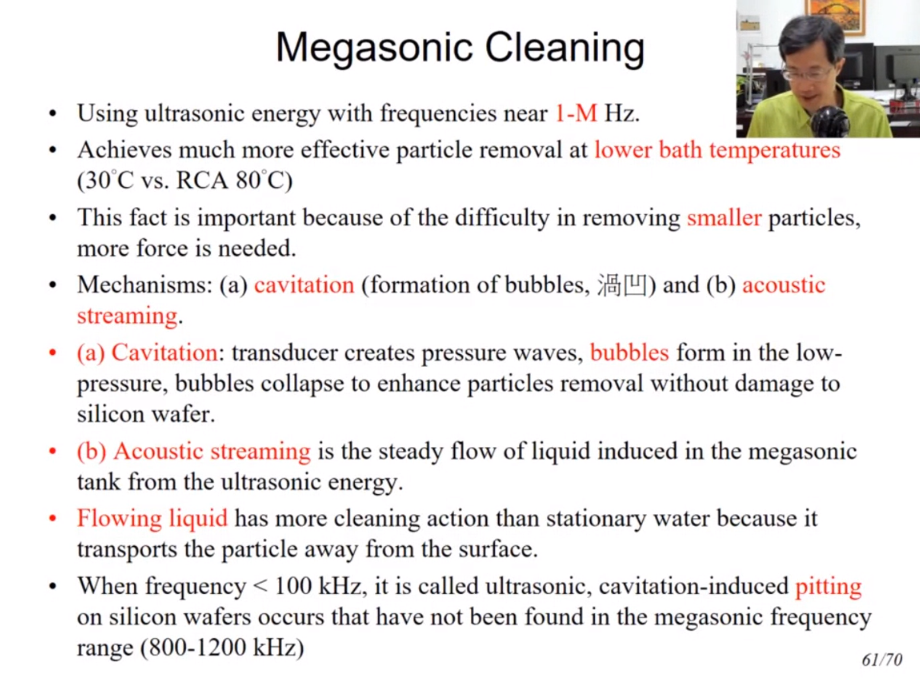 Megasonic Cleaning
• Using ultrasonic energy with frequencies near 1-M Hz.
• Achieves much more effective particle removal at lower bath temperatures
(30°C vs. RCA 80°C)
• This fact is important because of the difficulty in removing smaller particles,
more force is needed.
• Mechanisms: (a) cavitation (formation of bubbles, 渦凹) and (b) acoustic
streaming.
• (a) Cavitation: transducer creates pressure waves, bubbles form in the low-
pressure, bubbles collapse to enhance particles removal without damage to
silicon wafer.
• (b) Acoustic streaming is the steady flow of liquid induced in the megasonic
tank from the ultrasonic energy.
• Flowing liquid has more cleaning action than stationary water because it
transports the particle away from the surface.
• When frequency < 100 kHz, it is called ultrasonic, cavitation-induced pitting
on silicon wafers occurs that have not been found in the megasonic frequency
range (800-1200 kHz)
61/70